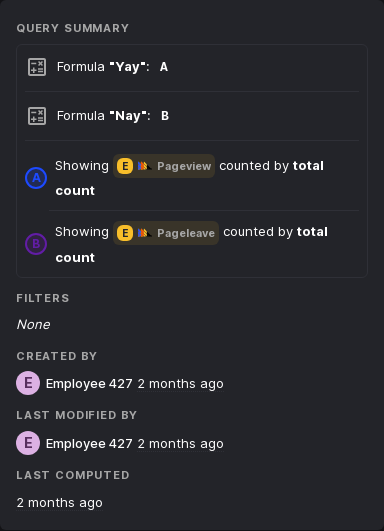 QUERY SUMMARY
Formula "Yay": A
Formula "Nay": B
A Showing E Pageview counted by total
count
B Showing E Pageleave counted by total
count
FILTERS
None
CREATED BY
E Employee 427 2 months ago
LAST MODIFIED BY
E Employee 427 2 months ago
LAST COMPUTED
2 months ago